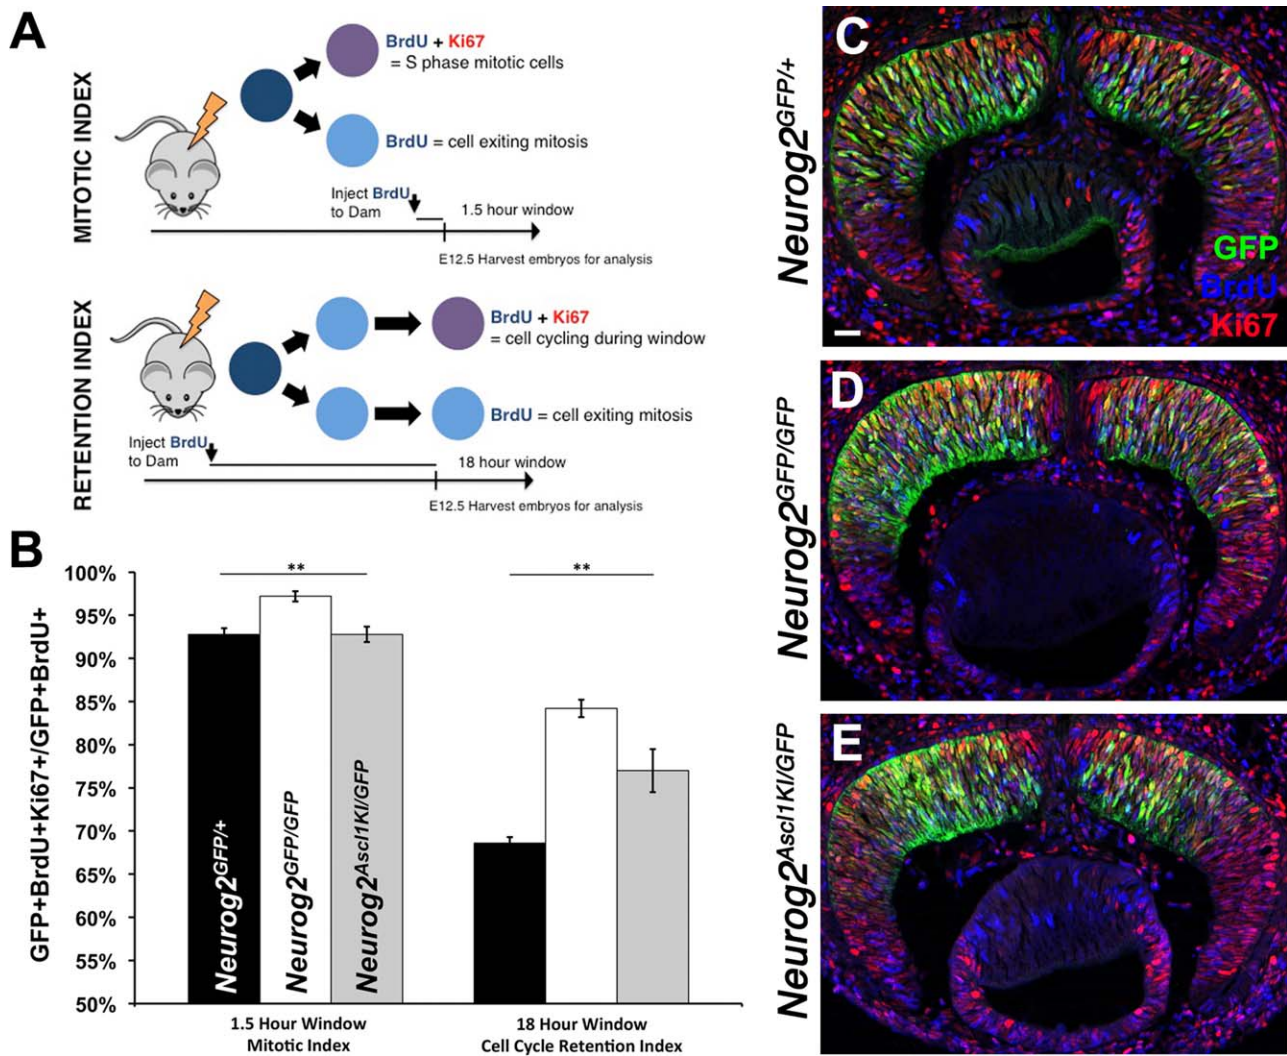 A
MITOTIC INDEX
BrdU + Ki67
= S phase mitotic cells
BrdU = cell exiting mitosis
Inject BrdU
to Dam
1.5 hour window
E12.5 Harvest embryos for analysis
RETENTION INDEX
BrdU + Ki67
= cell cycling during window
BrdU = cell exiting mitosis
Inject BrdU
to Dam
18 hour window
E12.5 Harvest embryos for analysis
B
GFP+BrdU+Ki67+/GFP+BrdU+
100%
95%
90%
85%
80%
75%
70%
65%
60%
55%
50%
**
**
Neurog2GFP/+
Neurog2GFP/GFP
Neurog2Ascl1KI/GFP
1.5 Hour Window
Mitotic Index
18 Hour Window
Cell Cycle Retention Index
C
Neurog2GFP/+
GFP
BrdU
Ki67
D
Neurog2GFP/GFP
E
Neurog2Ascl1KI/GFP